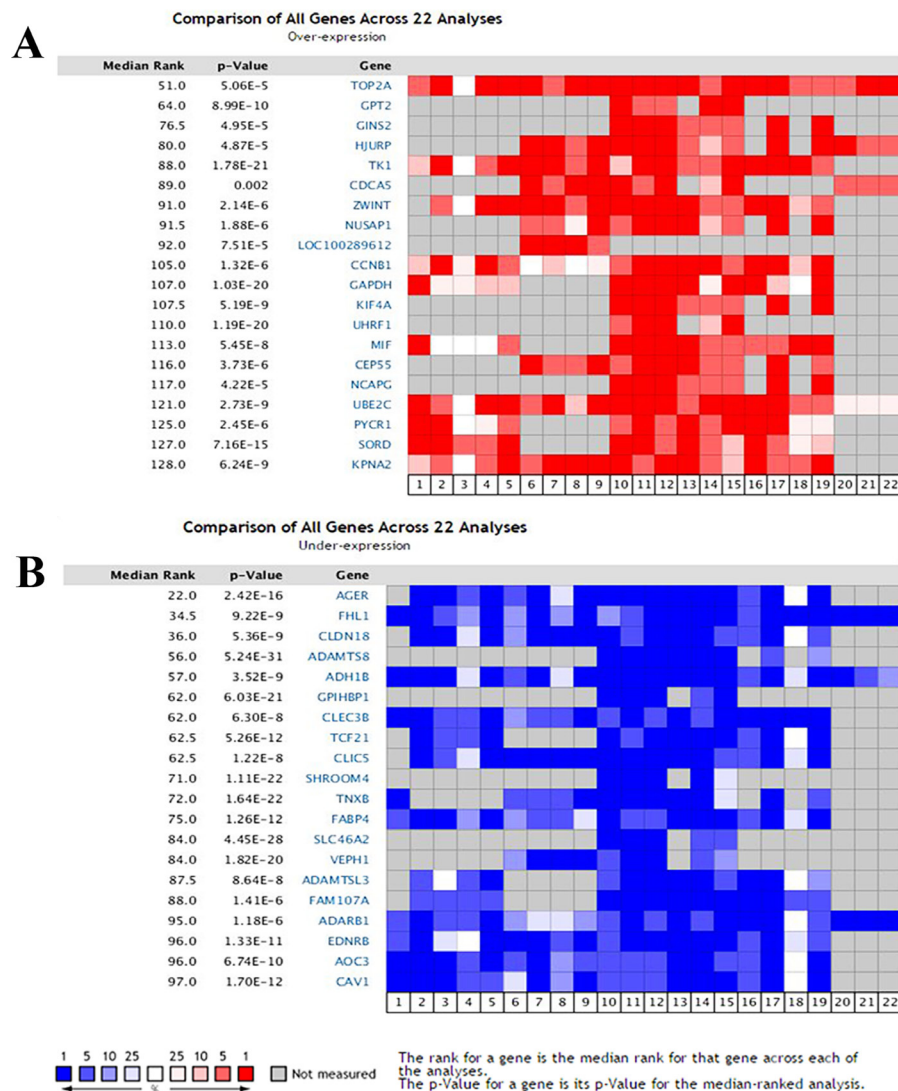 A
Comparison of All Genes Across 22 Analyses
Over-expression
Median Rank p-Value Gene
51.0 5.06E-5 TOP2A
64.0 8.99E-10 GPT2
76.5 4.95E-5 GINS2
80.0 4.87E-5 HJURP
88.0 1.78E-21 TK1
89.0 0.002 CDCA5
91.0 2.14E-6 ZWINT
91.5 1.88E-6 NUSAP1
92.0 7.51E-5 LOC100289612
105.0 1.32E-6 CCNB1
107.0 1.03E-20 GAPDH
107.5 5.19E-9 KIF4A
110.0 1.19E-20 UHRF1
113.0 5.45E-8 MIF
116.0 3.73E-6 CEP55
117.0 4.22E-5 NCAPG
121.0 2.73E-9 UBE2C
125.0 2.45E-6 PYCR1
127.0 7.16E-15 SORD
128.0 6.24E-9 KPNA2
1 2 3 4 5 6 7 8 9 10 11 12 13 14 15 16 17 18 19 20 21 22
B
Comparison of All Genes Across 22 Analyses
Under-expression
Median Rank p-Value Gene
22.0 2.42E-16 AGER
34.5 9.22E-9 FHL1
36.0 5.36E-9 CLDN18
56.0 5.24E-31 ADAMTS8
57.0 3.52E-9 ADH1B
62.0 6.03E-21 GPIHBP1
62.0 6.30E-8 CLEC3B
62.5 5.26E-12 TCF21
62.5 1.22E-8 CLIC5
71.0 1.11E-22 SHROOM4
72.0 1.64E-22 TNXB
75.0 1.26E-12 FABP4
84.0 4.45E-28 SLC46A2
84.0 1.82E-20 VEPH1
87.5 8.64E-8 ADAMTSL3
88.0 1.41E-6 FAM107A
95.0 1.18E-6 ADARB1
96.0 1.33E-11 EDNRB
96.0 6.74E-10 AOC3
97.0 1.70E-12 CAV1
1 2 3 4 5 6 7 8 9 10 11 12 13 14 15 16 17 18 19 20 21 22
1 5 10 25 25 10 5 1
%
Not measured
The rank for a gene is the median rank for that gene across each of
the analyses.
The p-Value for a gene is its p-Value for the median-ranked analysis.